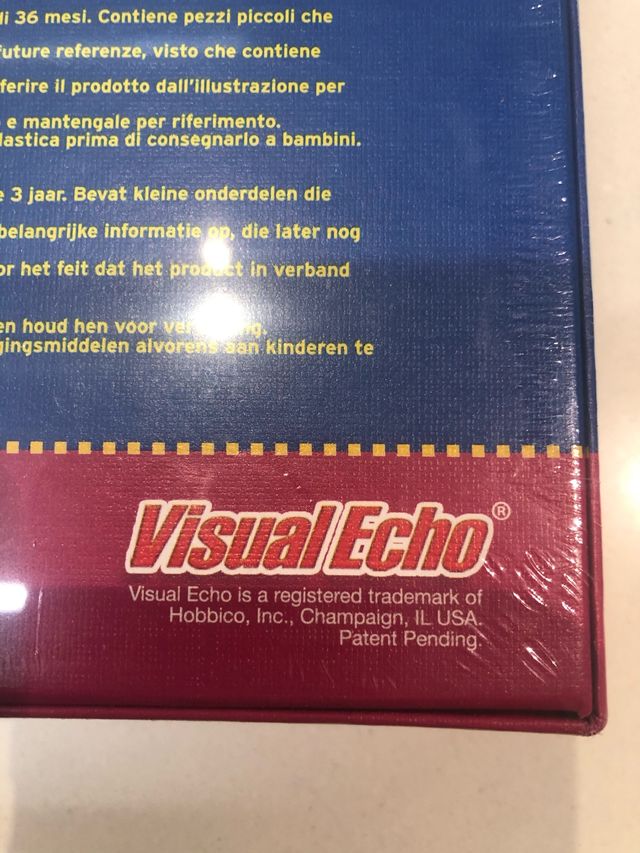 di 36 mesi. Contiene pezzi piccoli che
future referenze, visto che contiene
ferire il prodotto dall'illustrazione per
e mantengale per riferimento.
lastica prima di consegnarlo a bambini.
e 3 jaar. Bevat kleine onderdelen die
belangrijke informatie op, die later nog
or het feit dat het product in verband
en houd hen voor
gingsmiddelen alvorens aan kinderen te
Visual Echo®
Visual Echo is a registered trademark of
Hobbico, Inc., Champaign, IL USA.
Patent Pending.